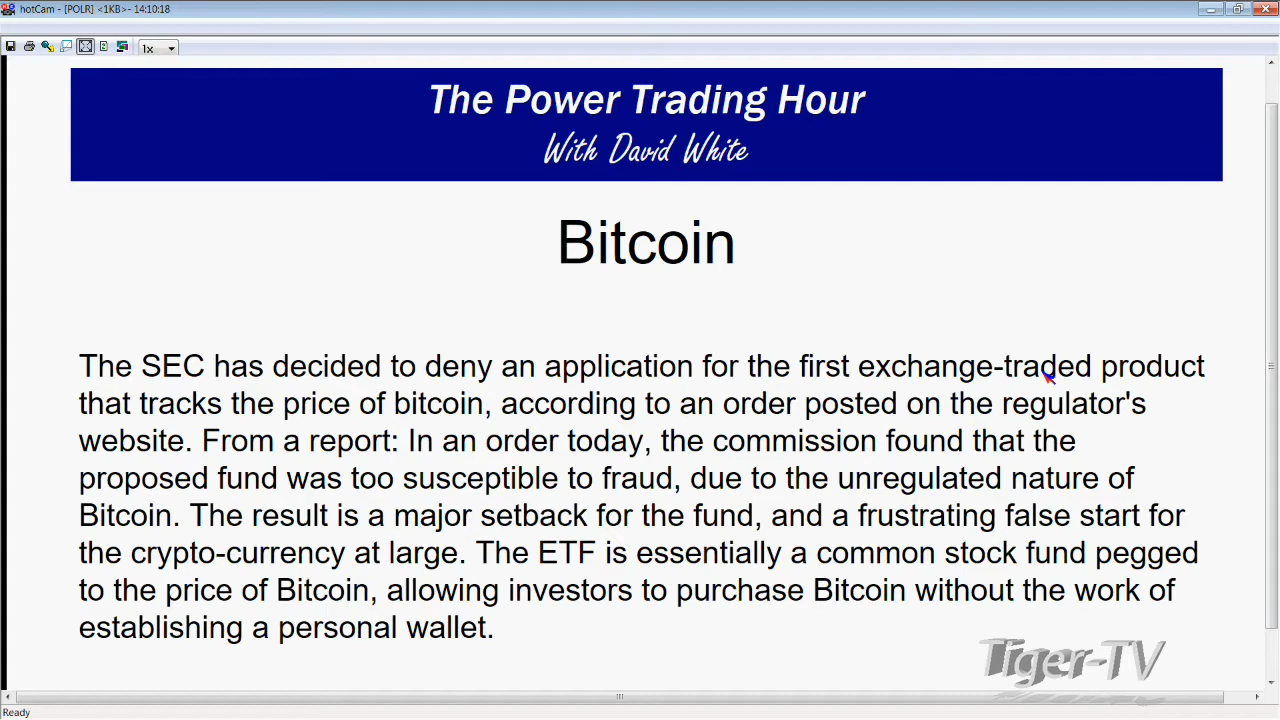 hotCam - [POLR] <1KB>- 14:10:18
1x
The Power Trading Hour
With David White
Bitcoin
The SEC has decided to deny an application for the first exchange-traded product
that tracks the price of bitcoin, according to an order posted on the regulator's
website. From a report: In an order today, the commission found that the
proposed fund was too susceptible to fraud, due to the unregulated nature of
Bitcoin. The result is a major setback for the fund, and a frustrating false start for
the crypto-currency at large. The ETF is essentially a common stock fund pegged
to the price of Bitcoin, allowing investors to purchase Bitcoin without the work of
establishing a personal wallet.
Tiger-TV
Ready